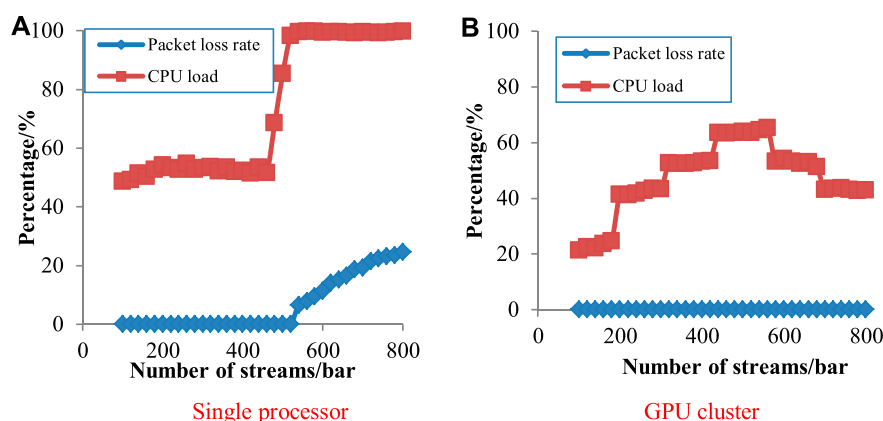 A
Packet loss rate
CPU load
Percentage/%
100
80
60
40
20
0
0 200 400 600 800
Number of streams/bar
Single processor
B
Packet loss rate
CPU load
Percentage/%
100
80
60
40
20
0
0 200 400 600 800
Number of streams/bar
GPU cluster